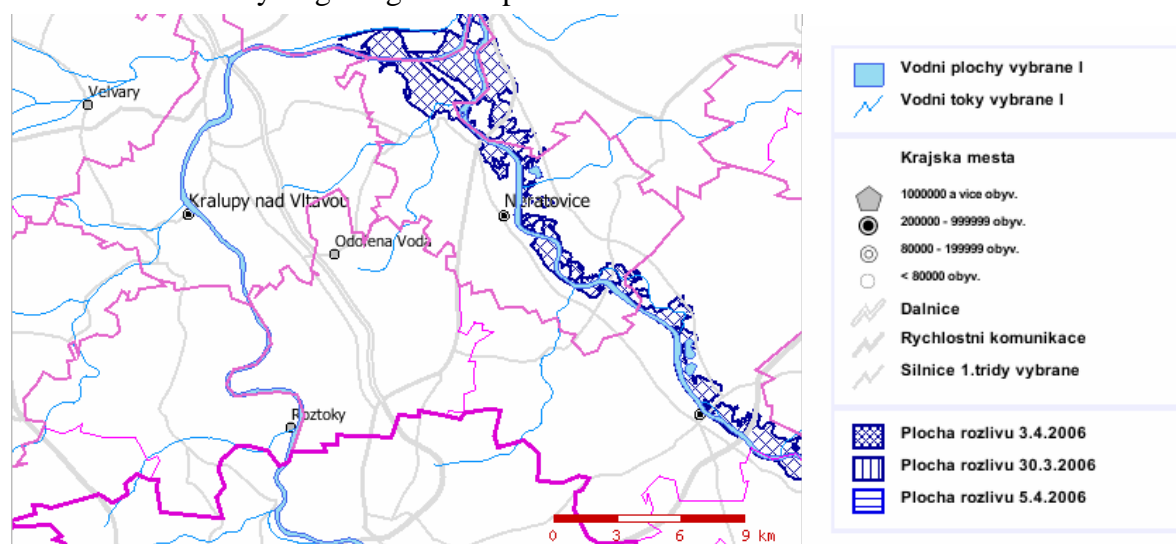 Velvary
Kralupy nad Vltavou
Neratovice
Odolena Voda
Roztoky
0 3 6 9 km
Vodni plochy vybrane I
Vodni toky vybrane I
Krajska mesta
1000000 a vice obyv.
200000 - 999999 obyv.
80000 - 199999 obyv.
< 80000 obyv.
Dalnice
Rychlostni komunikace
Silnice 1.tridy vybrane
Plocha rozlivu 3.4.2006
Plocha rozlivu 30.3.2006
Plocha rozlivu 5.4.2006